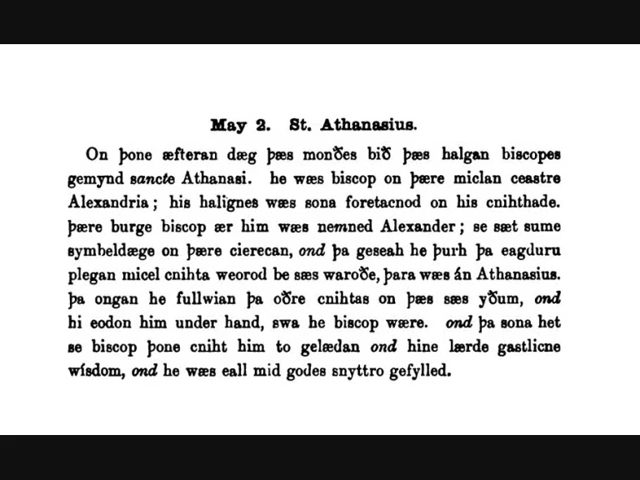 May 2. St. Athanasius.
On þone æfteran dæg þæs monðes bið þæs halgan biscopes
gemynd sancte Athanasi. he wæs biscop on þære miclan ceastre
Alexandria; his halignes wæs sona foretacnod on his cnihthade.
þære burge biscop ær him wæs nemned Alexander; se sæt sume
symbeldæge on þære cierecan, ond þa geseah he þurh þa eagduru
plegan micel cnihta weorod be sæs waroðe, þara wæs án Athanasius.
þa ongan he fullwian þa oðre cnihtas on þæs sæs yðum, ond
hi eodon him under hand, swa he biscop wære. ond þa sona het
se biscop þone cniht him to gelædan ond hine lærde gastlicne
wísdom, ond he wæs eall mid godes snyttro gefylled.